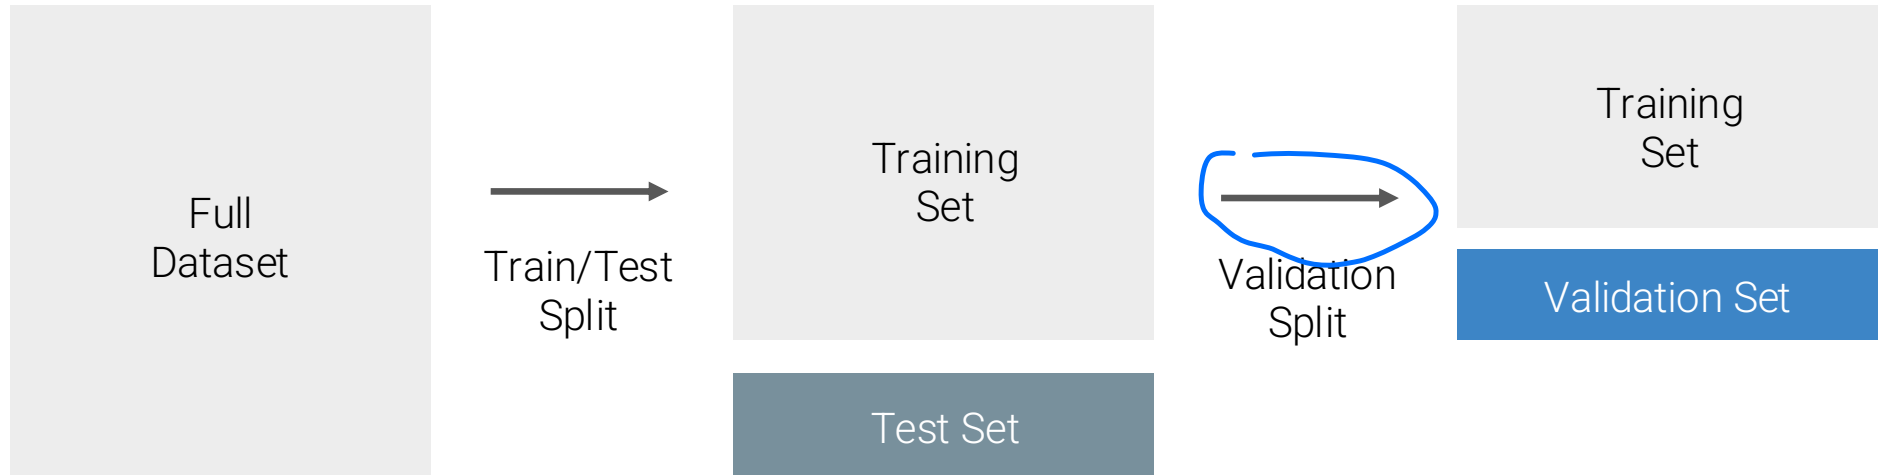 Full
Dataset
Train/Test
Split
Training
Set
Test Set
Validation
Split
Training
Set
Validation Set